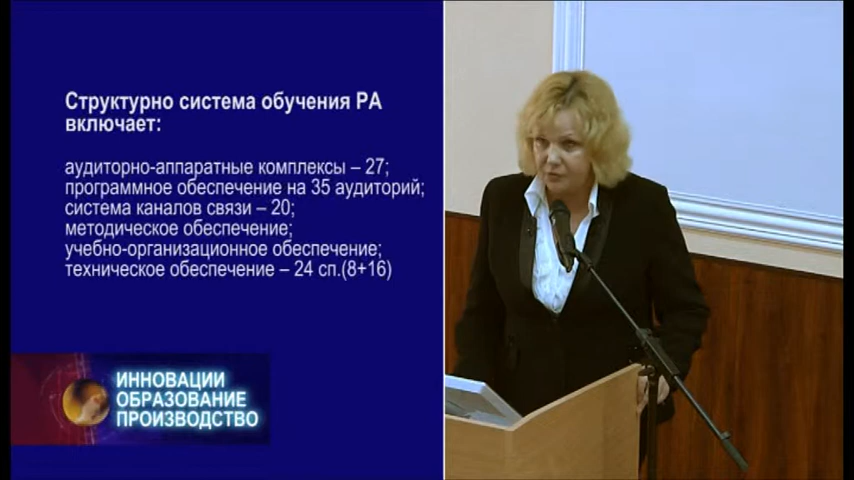 Структурно система обучения РА
включает:
аудиторно-аппаратные комплексы – 27;
программное обеспечение на 35 аудиторий;
система каналов связи – 20;
методическое обеспечение;
учебно-организационное обеспечение;
техническое обеспечение – 24 сп.(8+16)
ИННОВАЦИИ
ОБРАЗОВАНИЕ
ПРОИЗВОДСТВО